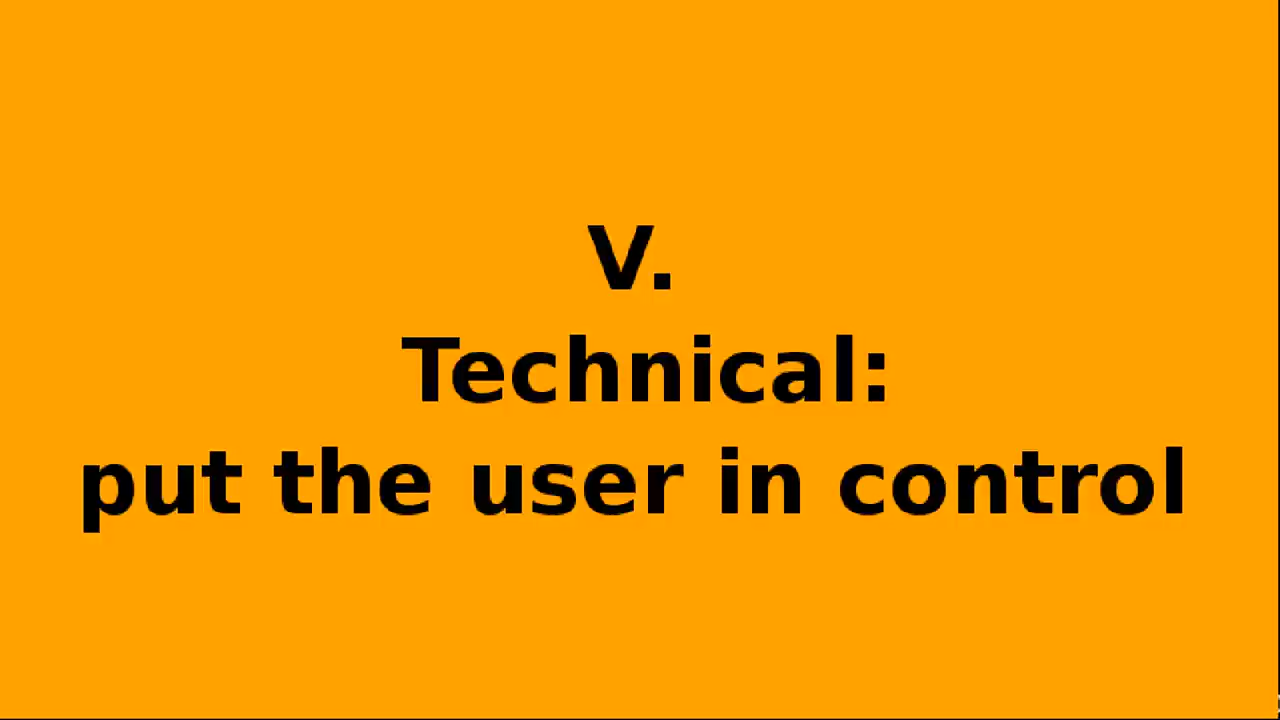 V.
Technical:
put the user in control